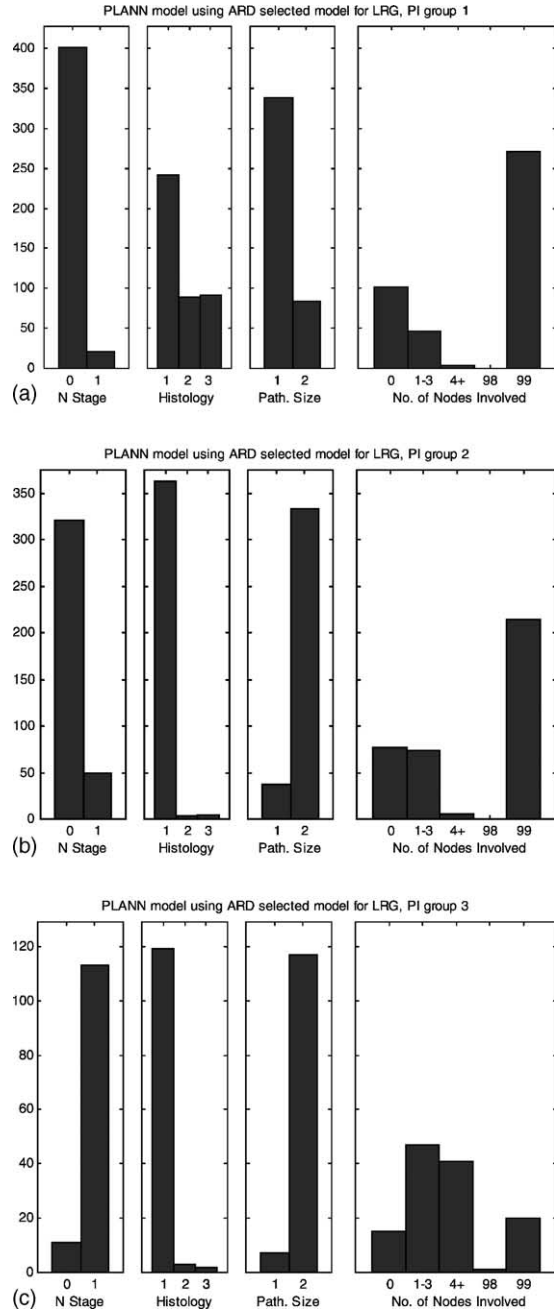 PLANN model using ARD selected model for LRG, PI group 1
400
350
300
250
200
150
100
50
0
0 1 1 2 3 1 2 0 1-3 4+ 98 99
(a) N Stage Histology Path. Size No. of Nodes Involved
PLANN model using ARD selected model for LRG, PI group 2
350
300
250
200
150
100
50
0
0 1 1 2 3 1 2 0 1-3 4+ 98 99
(b) N Stage Histology Path. Size No. of Nodes Involved
PLANN model using ARD selected model for LRG, PI group 3
120
100
80
60
40
20
0
0 1 1 2 3 1 2 0 1-3 4+ 98 99
(c) N Stage Histology Path. Size No. of Nodes Involved